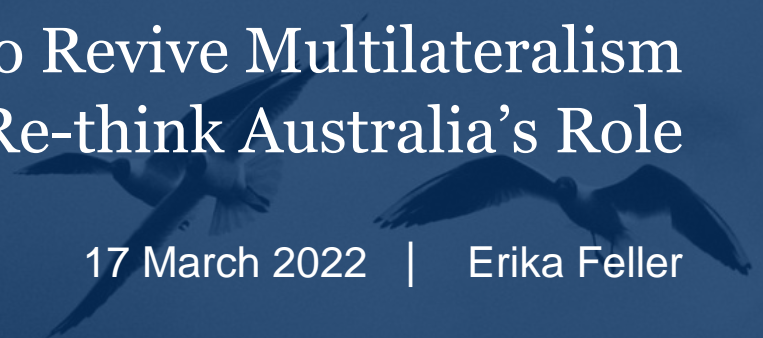 o Revive Multilateralism
Re-think Australia’s Role
17 March 2022 | Erika Feller